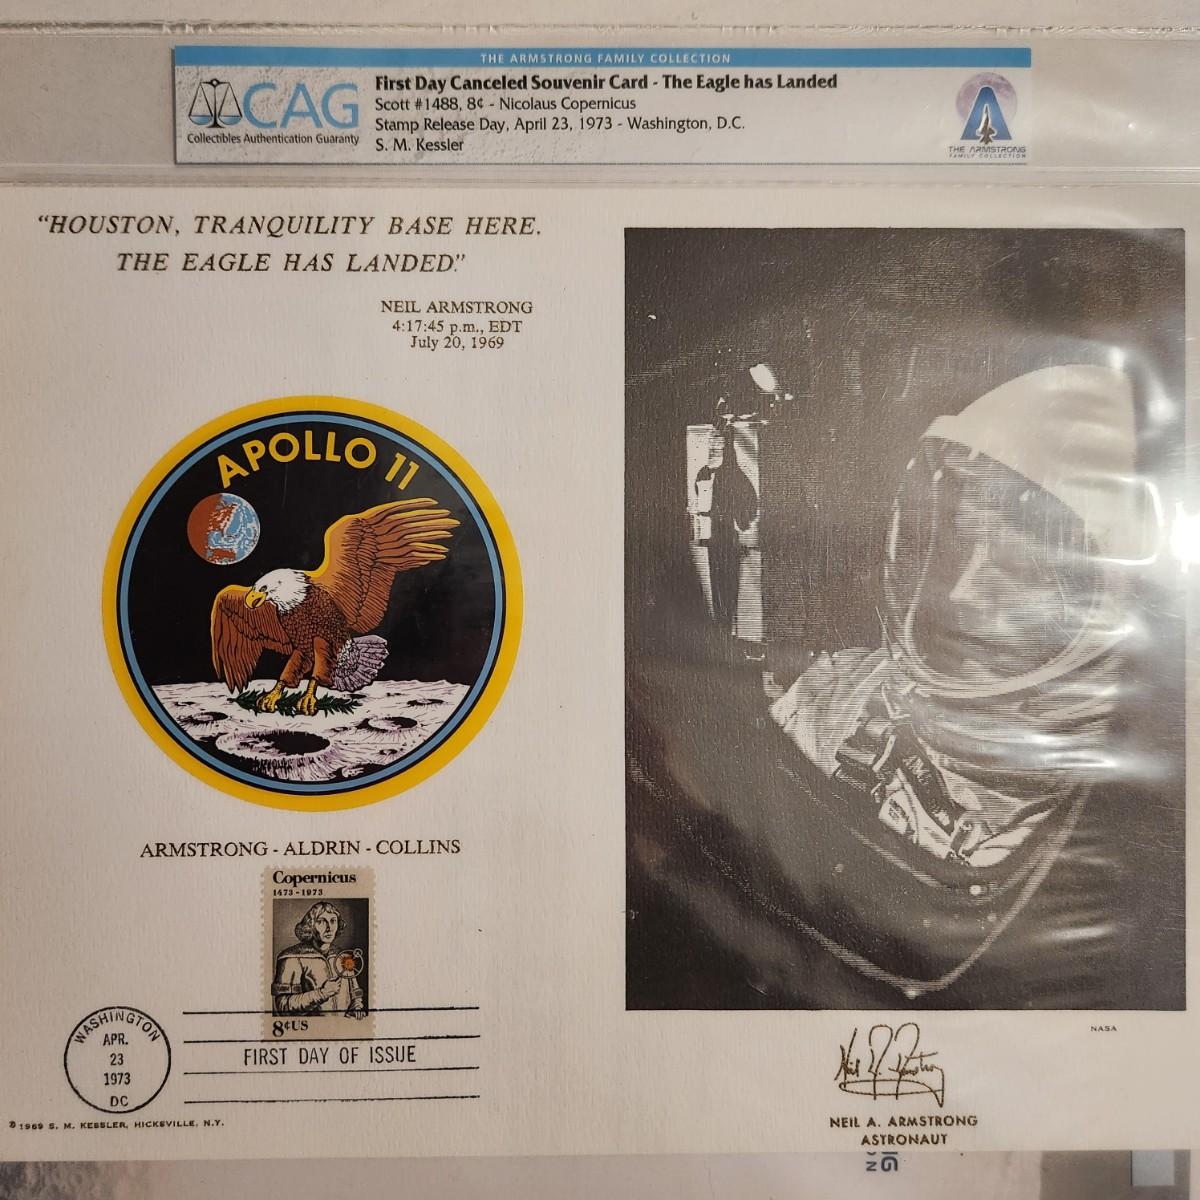 THE ARMSTRONG FAMILY COLLECTION
CAG
Collectibles Authentication Guaranty
First Day Canceled Souvenir Card - The Eagle has Landed
Scott #1488, 8¢ - Nicolaus Copernicus
Stamp Release Day, April 23, 1973 - Washington, D.C.
S. M. Kessler
THE ARMSTRONG
FAMILY COLLECTION
"HOUSTON, TRANQUILITY BASE HERE.
THE EAGLE HAS LANDED."
NEIL ARMSTRONG
4:17:45 p.m., EDT
July 20, 1969
APOLLO 11
ARMSTRONG - ALDRIN - COLLINS
Copernicus
1473-1973
8¢US
WASHINGTON
APR.
23
1973
DC
FIRST DAY OF ISSUE
© 1969 S. M. KESSLER, HICKSVILLE, N.Y.
NASA
Neil A. Armstrong
NEIL A. ARMSTRONG
ASTRONAUT